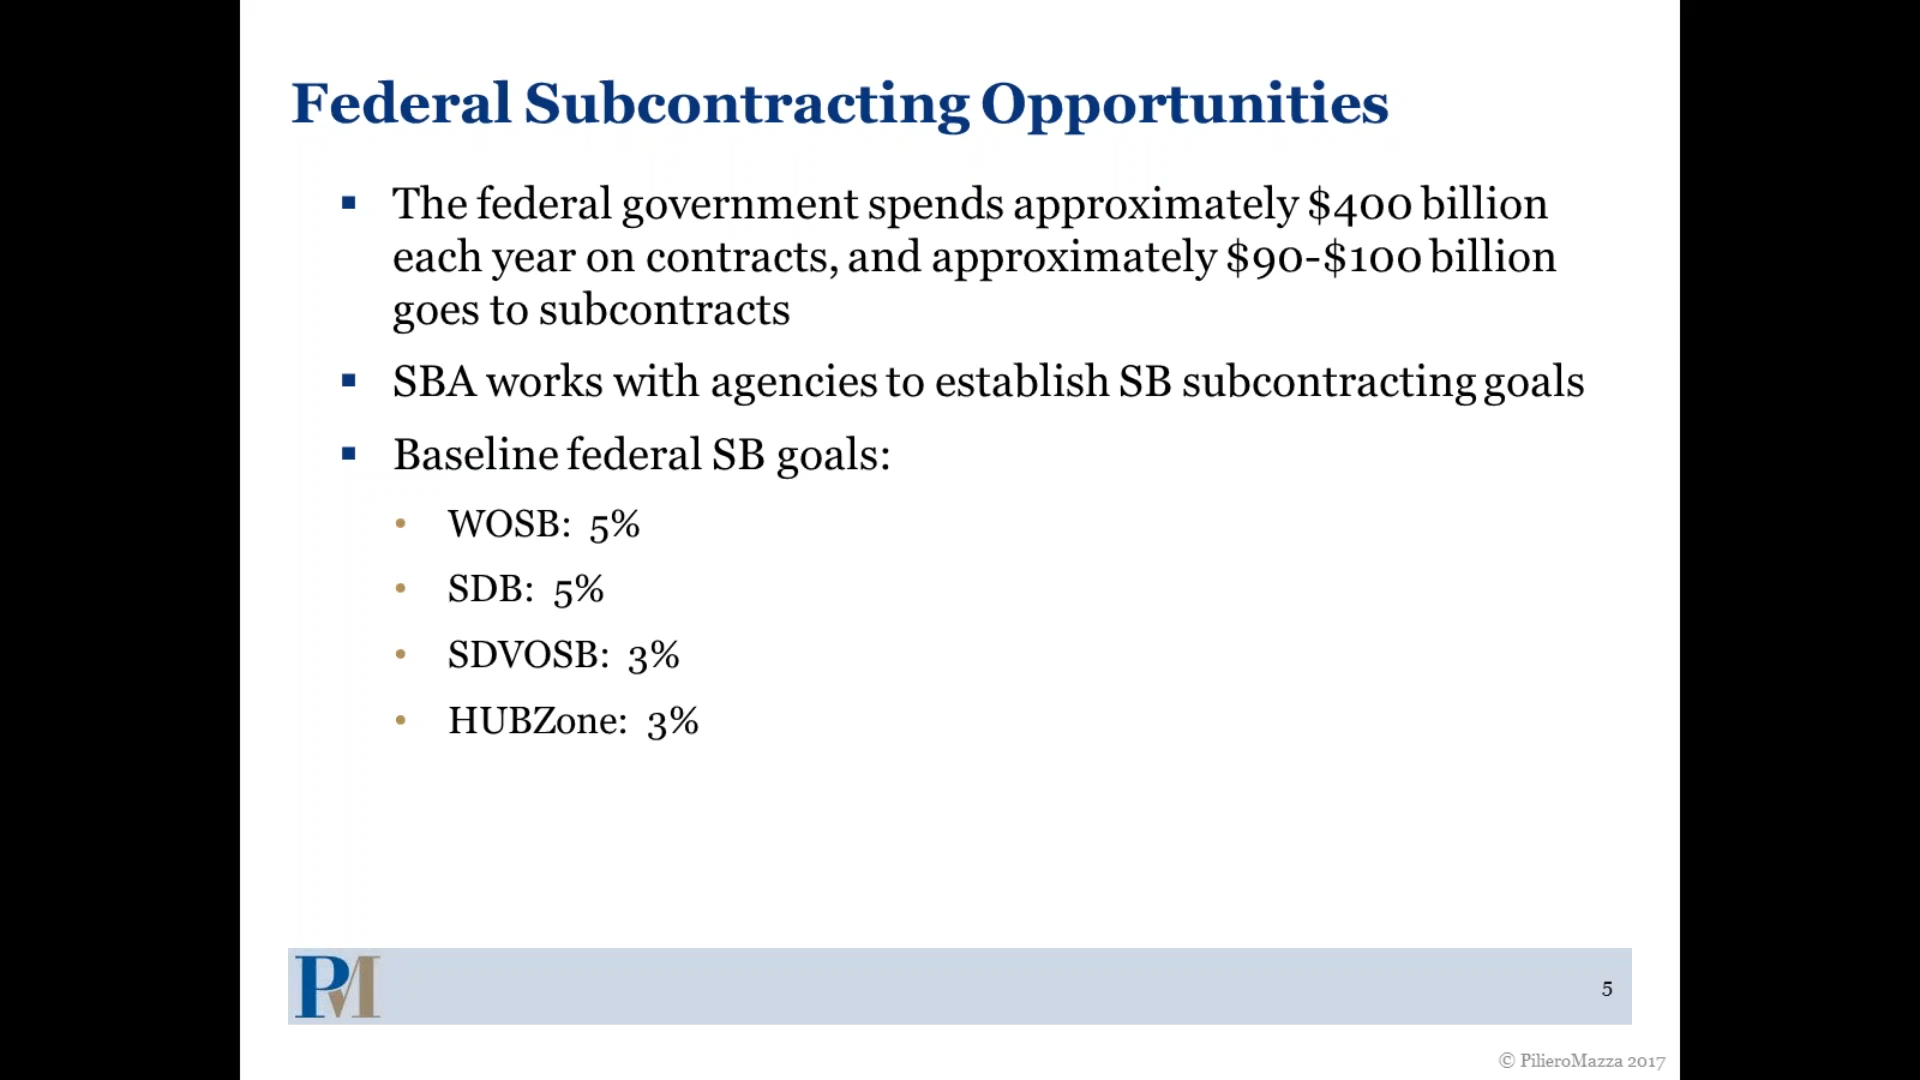 Federal Subcontracting Opportunities
▪ The federal government spends approximately $400 billion
each year on contracts, and approximately $90-$100 billion
goes to subcontracts
▪ SBA works with agencies to establish SB subcontracting goals
▪ Baseline federal SB goals:
• WOSB: 5%
• SDB: 5%
• SDVOSB: 3%
• HUBZone: 3%
PM
5
© PilieroMazza 2017